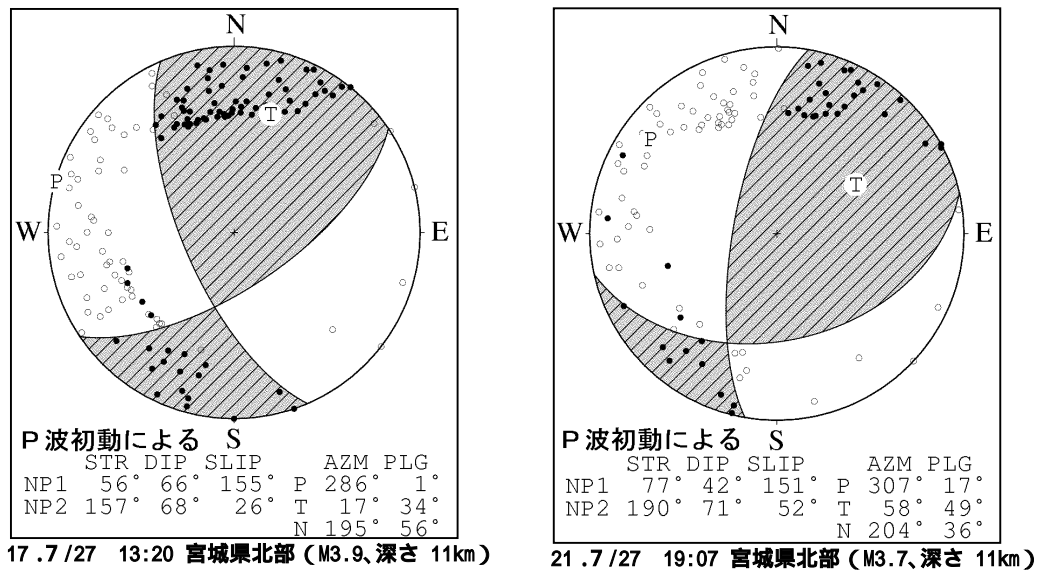 N
P
T
W
E
P波初動による S
STR DIP SLIP AZM PLG
NP1 56° 66° 155° P 286° 1°
NP2 157° 68 26° T 17° 34°
N 195° 56°
17 .7 /27 13:20 宮城県北部 (M3.9、深さ 11km)
N
P
T
W
E
P波初動による S
STR DIP SLIP AZM PLG
NP1 77° 42° 151° P 307° 17°
NP2 190° 71° 52° T 58° 49°
N 204° 36°
21 .7 /27 19:07 宮城県北部 (M3.7、深さ 11km)